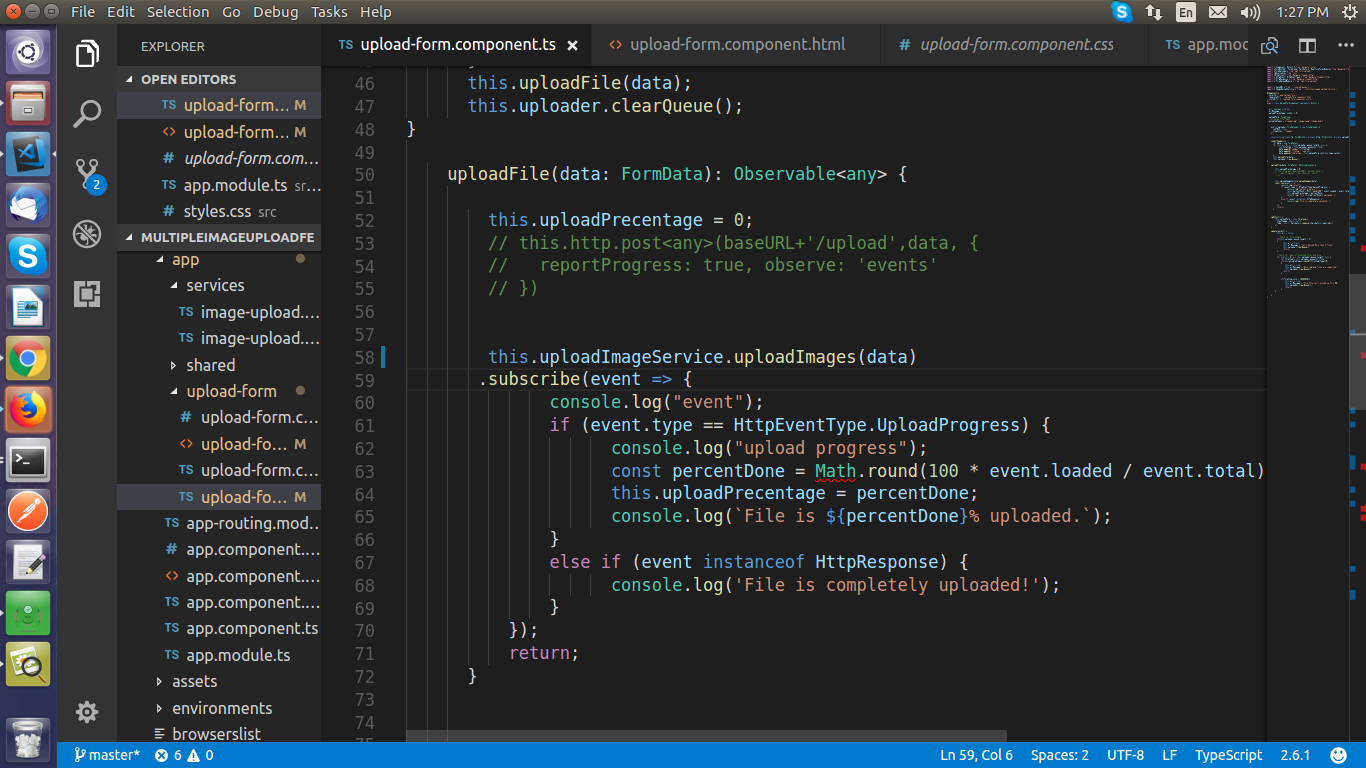 File Edit Selection Go Debug Tasks Help
En 1:27 PM
EXPLORER
OPEN EDITORS
TS upload-form... M
<> upload-form... M
# upload-form.com...
TS app.module.ts sr...
# styles.css src
MULTIPLEIMAGEUPLOADFE
app
services
TS image-upload....
TS image-upload....
shared
upload-form
# upload-form.c...
<> upload-fo... M
TS upload-form.c...
TS upload-fo... M
TS app-routing.mod...
# app.component....
<> app.component....
TS app.component....
TS app.component.ts
TS app.module.ts
assets
environments
browserslist
2
TS upload-form.component.ts × <> upload-form.component.html # upload-form.component.css TS app.moc
46 this.uploadFile(data);
47 this.uploader.clearQueue();
48 }
49
50 uploadFile(data: FormData): Observable<any> {
51
52 this.uploadPrecentage = 0;
53 // this.http.post<any>(baseURL+'/upload',data, {
54 //   reportProgress: true, observe: 'events'
55 // })
56
57
58 this.uploadImageService.uploadImages(data)
59 .subscribe(event => {
60 console.log("event");
61 if (event.type == HttpEventType.UploadProgress) {
62 console.log("upload progress");
63 const percentDone = Math.round(100 * event.loaded / event.total)
64 this.uploadPrecentage = percentDone;
65 console.log(`File is ${percentDone}% uploaded.`);
66 }
67 else if (event instanceof HttpResponse) {
68 console.log('File is completely uploaded!');
69 }
70 });
71 return;
72 }
73
74
master* 6 0 Ln 59, Col 6 Spaces: 2 UTF-8 LF TypeScript 2.6.1